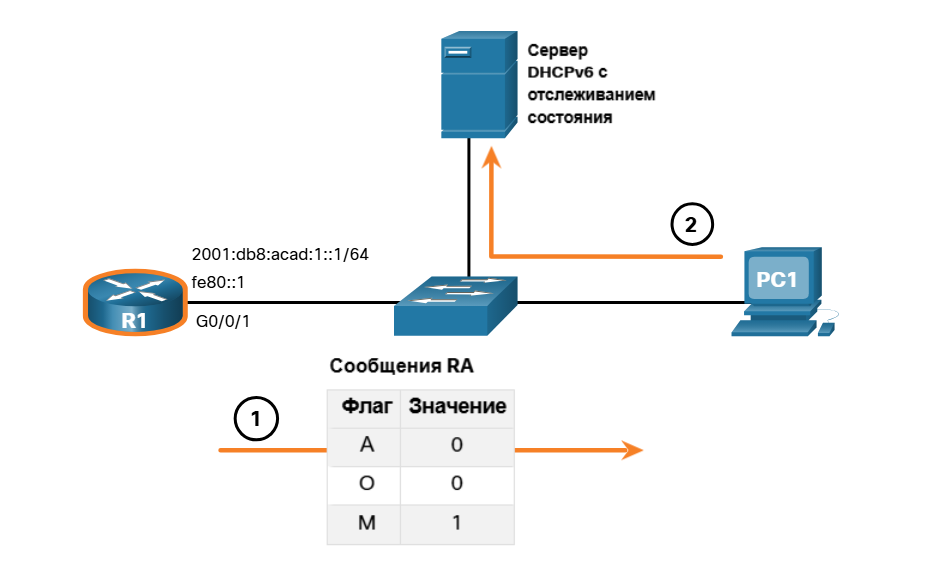 Сервер
DHCPv6 с
отслеживанием
состояния
2
2001:db8:acad:1::1/64
fe80::1
PC1
R1
G0/0/1
Сообщения RA
1
Флаг Значение
A 0
O 0
M 1